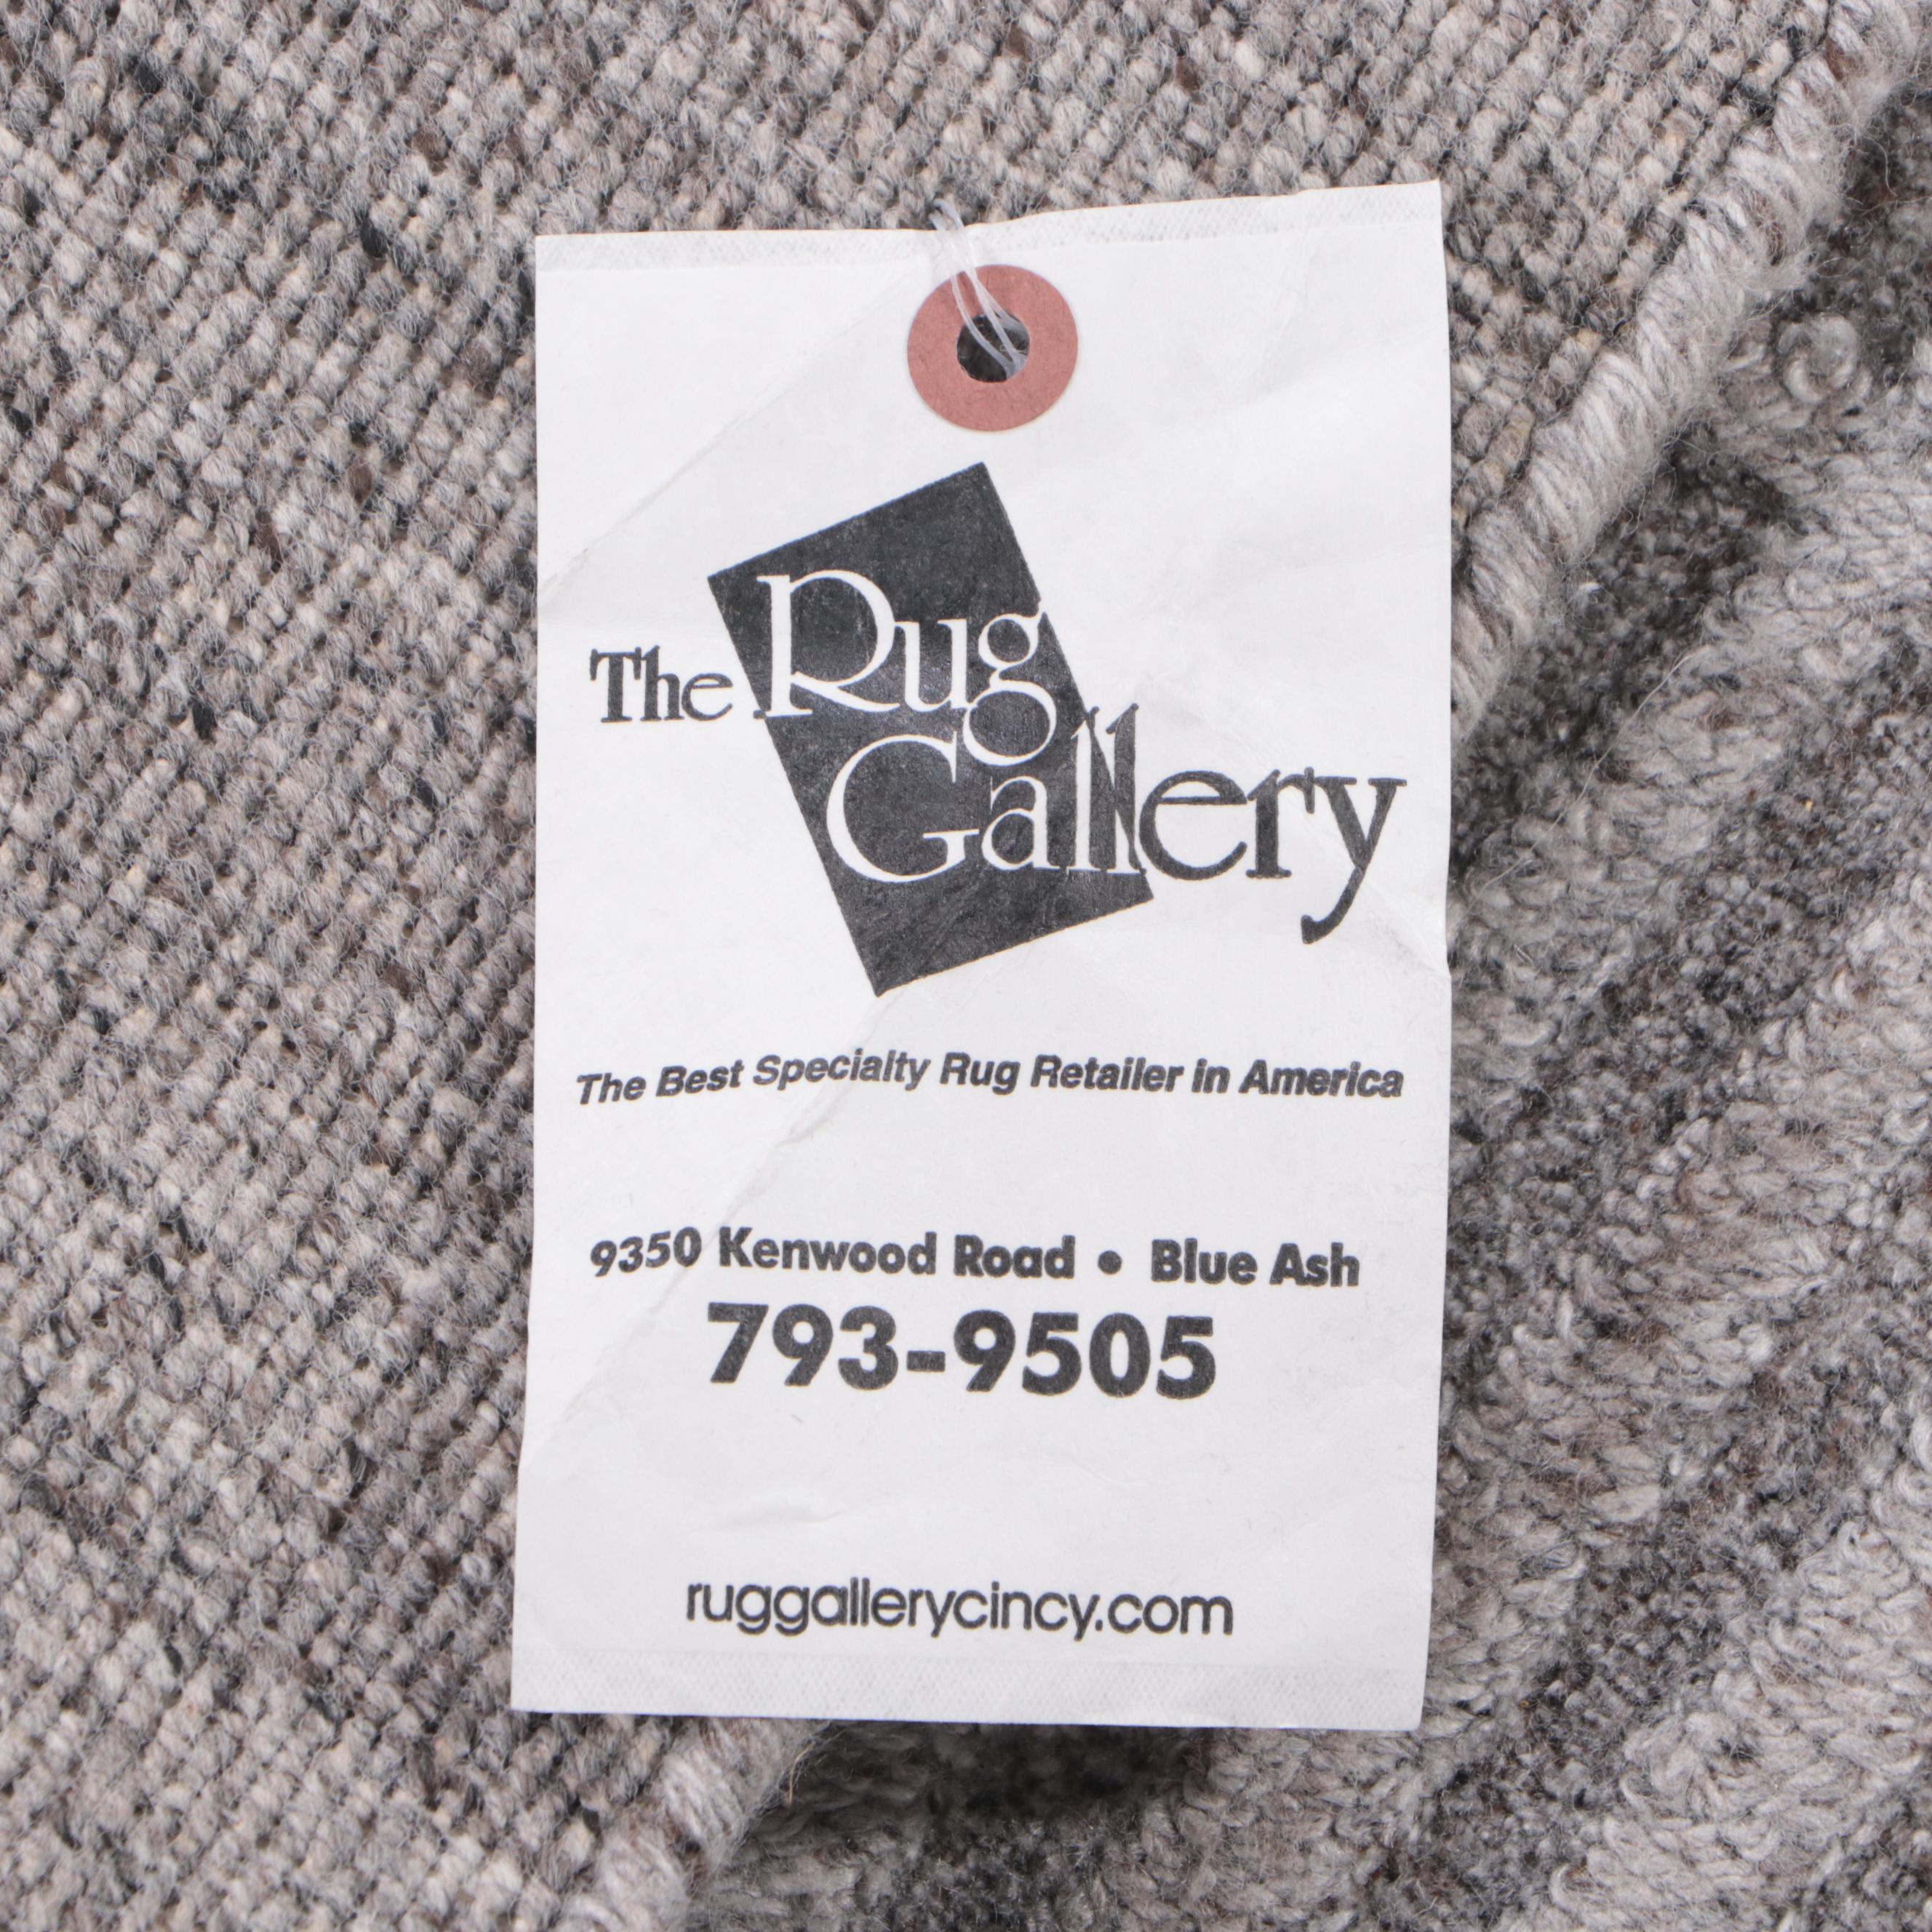 The Rug
Gallery
The Best Specialty Rug Retailer in America
9350 Kenwood Road • Blue Ash
793-9505
ruggallerycincy.com